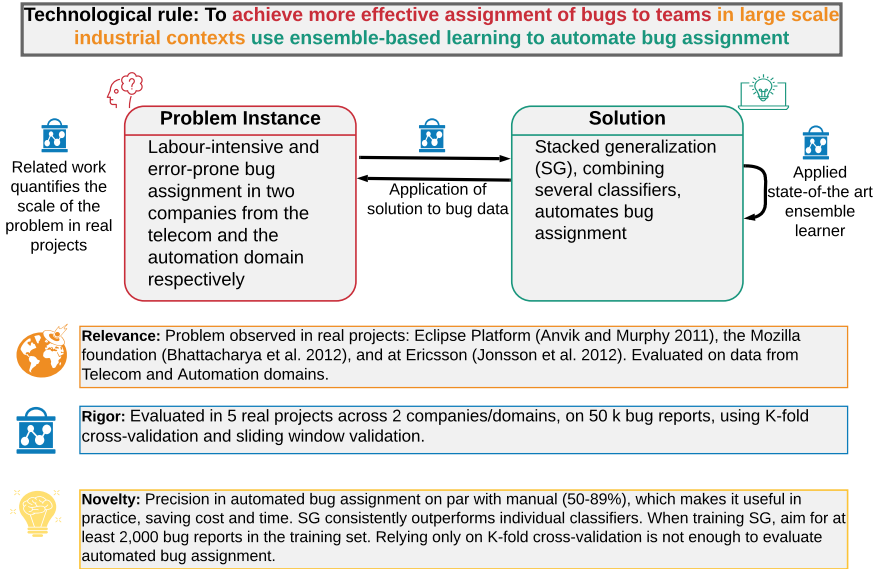 Technological rule: To achieve more effective assignment of bugs to teams in large scale
industrial contexts use ensemble-based learning to automate bug assignment
Problem Instance
Labour-intensive and
error-prone bug
assignment in two
companies from the
telecom and the
automation domain
respectively
Related work
quantifies the
scale of the
problem in real
projects
Application of
solution to bug data
Solution
Stacked generalization
(SG), combining
several classifiers,
automates bug
assignment
Applied
state-of-the art
ensemble
learner
Relevance: Problem observed in real projects: Eclipse Platform (Anvik and Murphy 2011), the Mozilla
foundation (Bhattacharya et al. 2012), and at Ericsson (Jonsson et al. 2012). Evaluated on data from
Telecom and Automation domains.
Rigor: Evaluated in 5 real projects across 2 companies/domains, on 50 k bug reports, using K-fold
cross-validation and sliding window validation.
Novelty: Precision in automated bug assignment on par with manual (50-89%), which makes it useful in
practice, saving cost and time. SG consistently outperforms individual classifiers. When training SG, aim for at
least 2,000 bug reports in the training set. Relying only on K-fold cross-validation is not enough to evaluate
automated bug assignment.